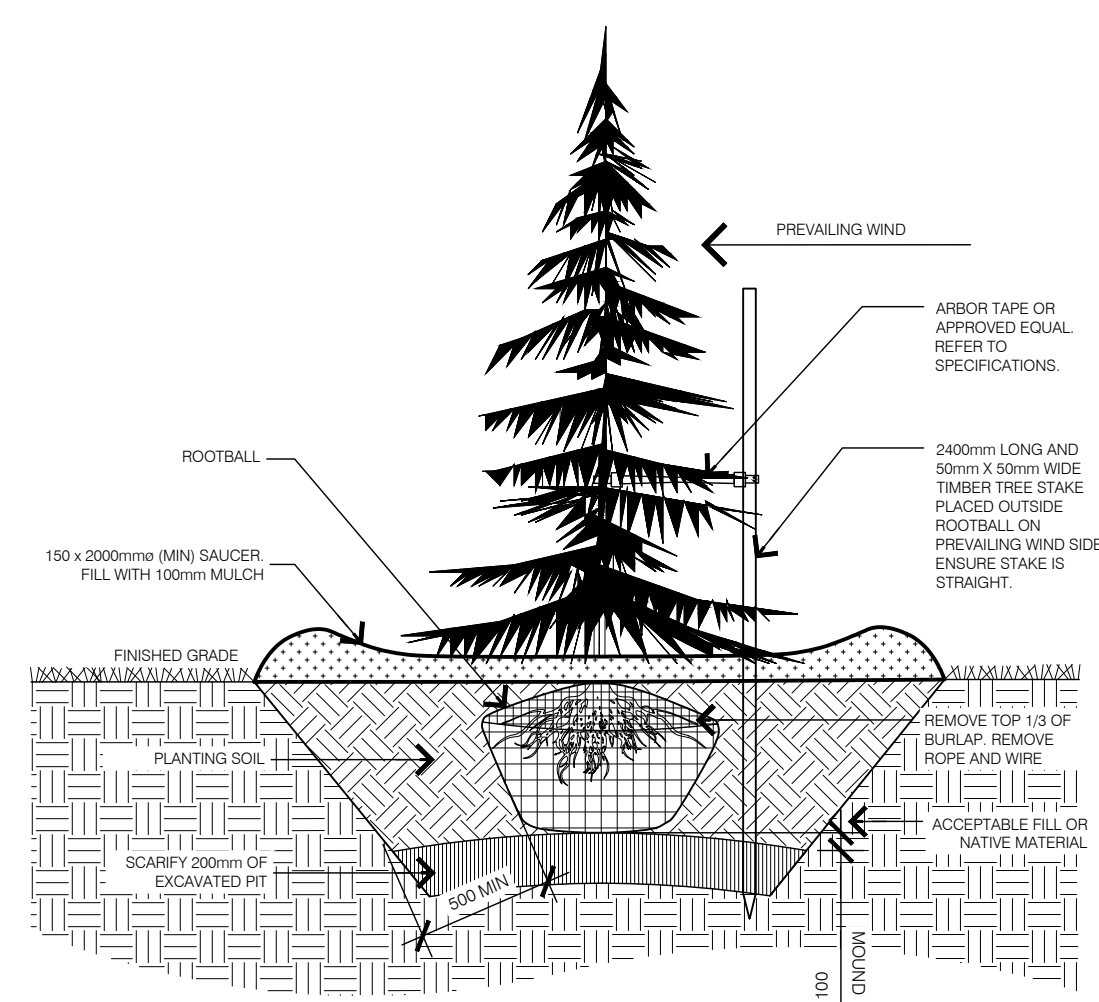 PREVAILING WIND
ARBOR TAPE OR
APPROVED EQUAL.
REFER TO
SPECIFICATIONS.
2400mm LONG AND
50mm X 50mm WIDE
TIMBER TREE STAKE
PLACED OUTSIDE
ROOTBALL ON
PREVAILING WIND SIDE
ENSURE STAKE IS
STRAIGHT.
ROOTBALL
150 x 2000mmø (MIN) SAUCER.
FILL WITH 100mm MULCH
FINISHED GRADE
PLANTING SOIL
REMOVE TOP 1/3 OF
BURLAP. REMOVE
ROPE AND WIRE
ACCEPTABLE FILL OR
NATIVE MATERIAL
SCARIFY 200mm OF
EXCAVATED PIT
500 MIN
100
MOUND